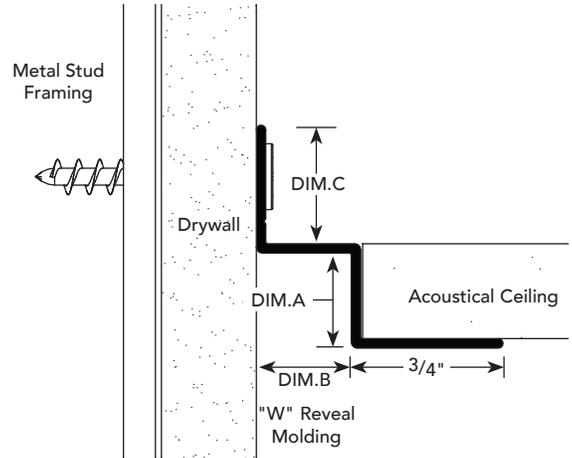 Metal Stud
Framing
DIM.C
Drywall
DIM.A
Acoustical Ceiling
3/4"
DIM.B
"W" Reveal
Molding